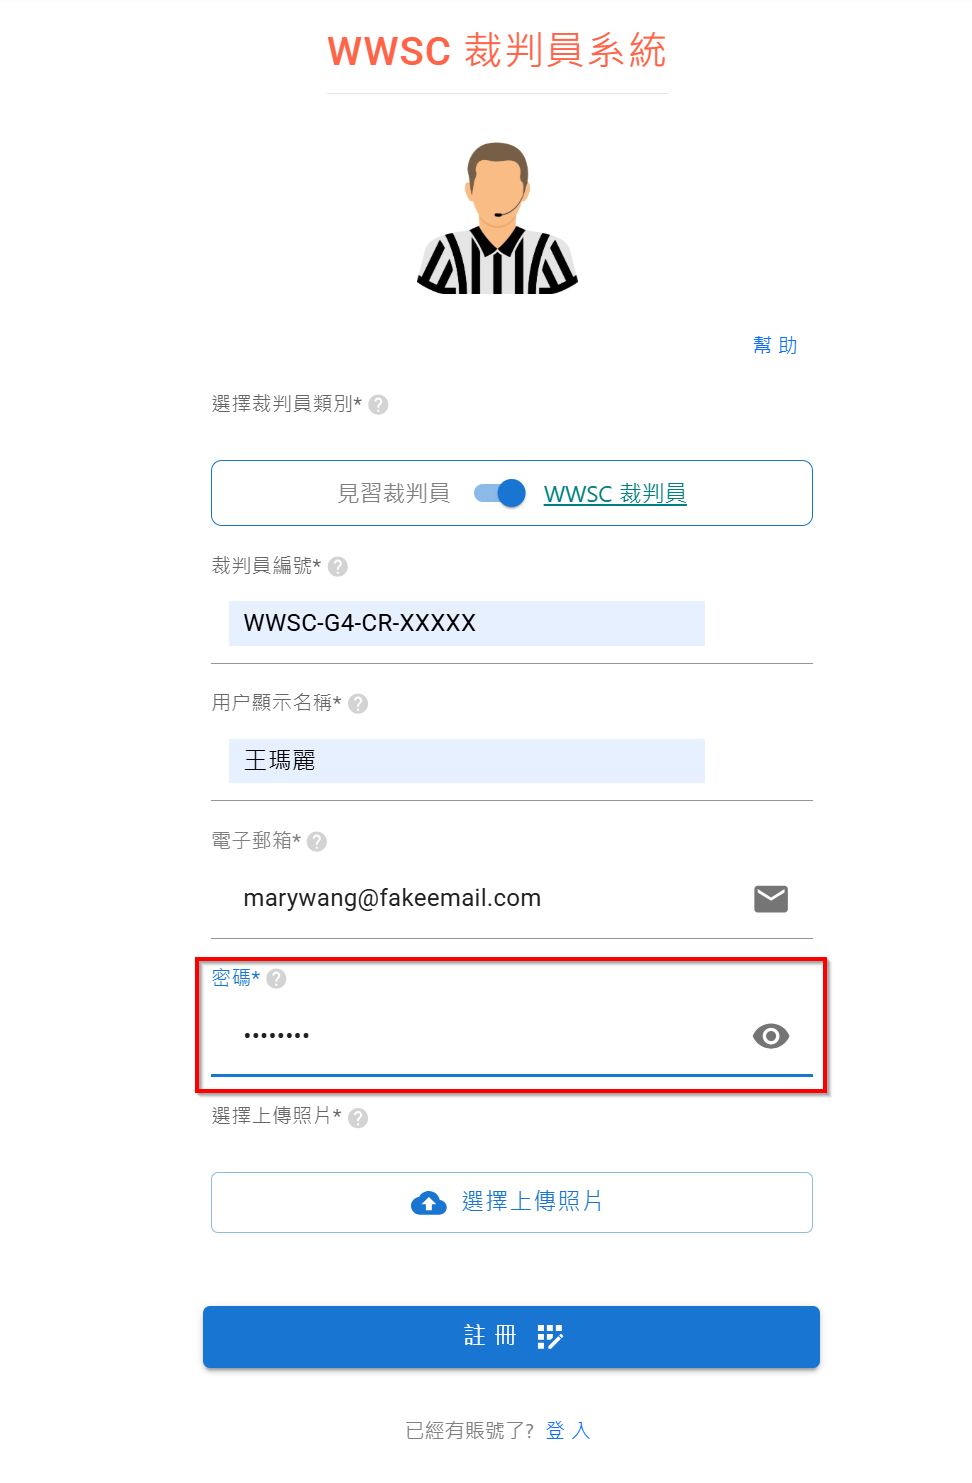 WWSC 裁判員系統
幫 助
選擇裁判員類別* ?
見習裁判員 WWSC 裁判員
裁判員編號* ?
WWSC-G4-CR-XXXXX
用户顯示名稱* ?
王瑪麗
電子郵箱* ?
marywang@fakeemail.com
密碼* ?
••••••••
選擇上傳照片* ?
選擇上傳照片
註 冊
已經有賬號了? 登 入